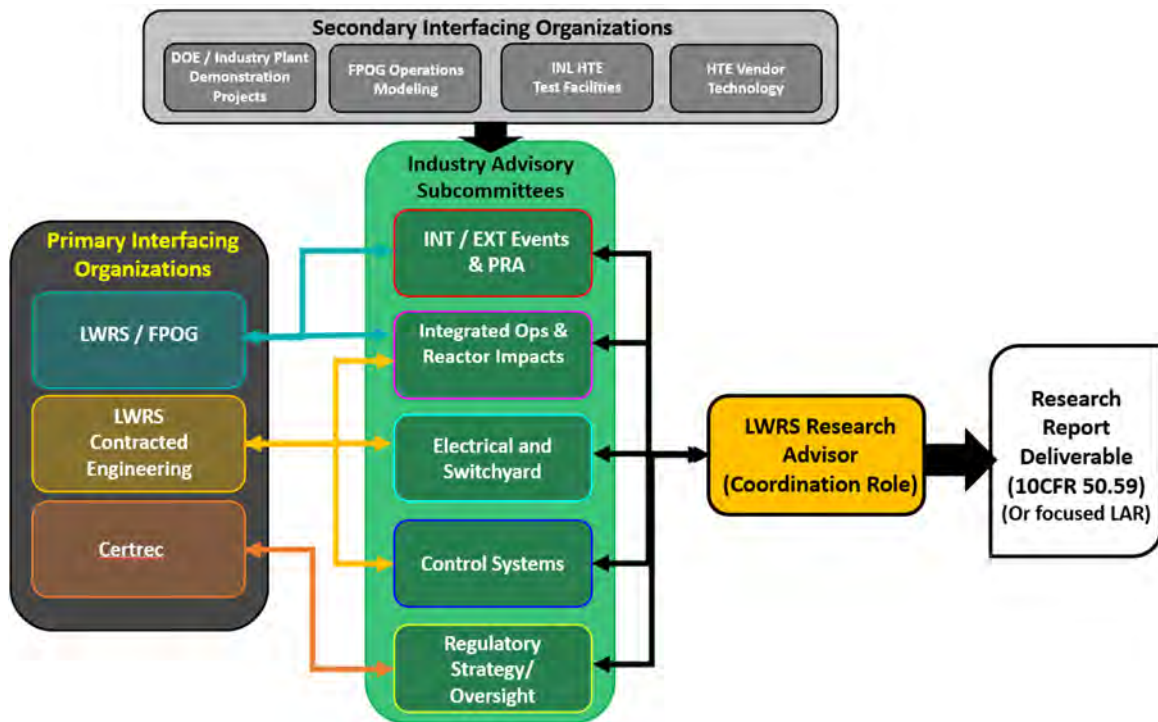 Secondary Interfacing Organizations
DOE / Industry Plant
Demonstration
Projects
FPOG Operations
Modeling
INL HTE
Test Facilities
HTE Vendor
Technology
Industry Advisory
Subcommittees
INT / EXT Events
& PRA
Integrated Ops &
Reactor Impacts
Electrical and
Switchyard
Control Systems
Regulatory
Strategy/
Oversight
Primary Interfacing
Organizations
LWRS / FPOG
LWRS
Contracted
Engineering
Certrec
LWRS Research
Advisor
(Coordination Role)
Research
Report
Deliverable
(10CFR 50.59)
(Or focused LAR)